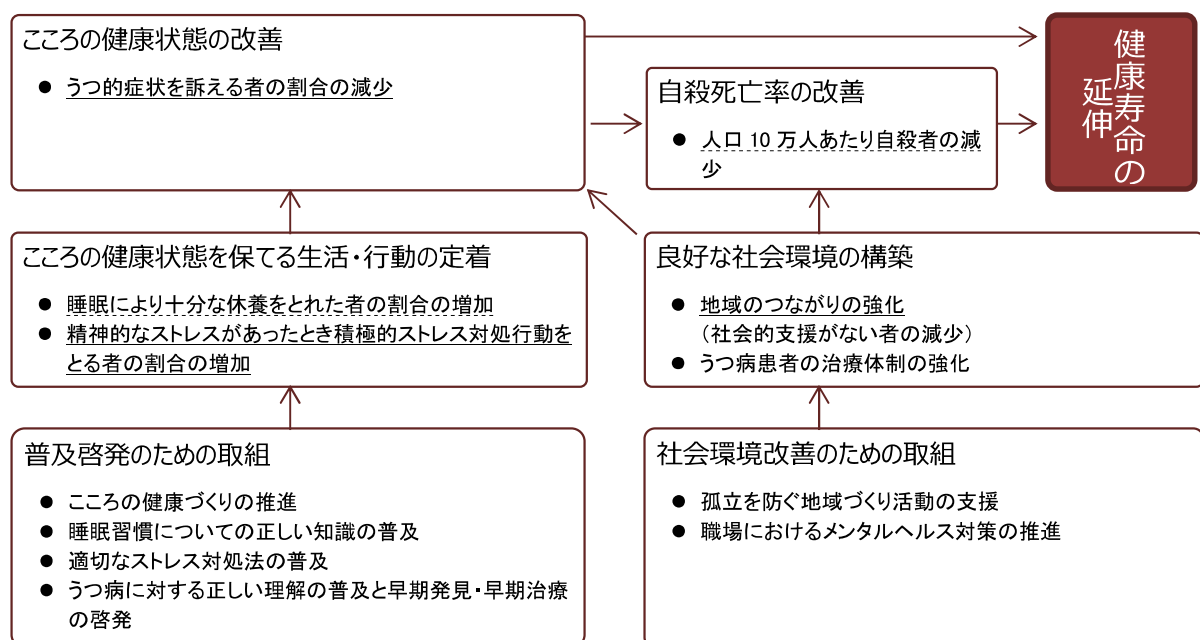 こころの健康状態の改善
● うつ的症状を訴える者の割合の減少
自殺死亡率の改善
● 人口 10 万人あたり自殺者の減
少
健康寿命の
延伸
こころの健康状態を保てる生活・行動の定着
● 睡眠により十分な休養をとれた者の割合の増加
● 精神的なストレスがあったとき積極的ストレス対処行動を
とる者の割合の増加
良好な社会環境の構築
● 地域のつながりの強化
（社会的支援がない者の減少）
● うつ病患者の治療体制の強化
普及啓発のための取組
● こころの健康づくりの推進
● 睡眠習慣についての正しい知識の普及
● 適切なストレス対処法の普及
● うつ病に対する正しい理解の普及と早期発見・早期治療
の啓発
社会環境改善のための取組
● 孤立を防ぐ地域づくり活動の支援
● 職場におけるメンタルヘルス対策の推進